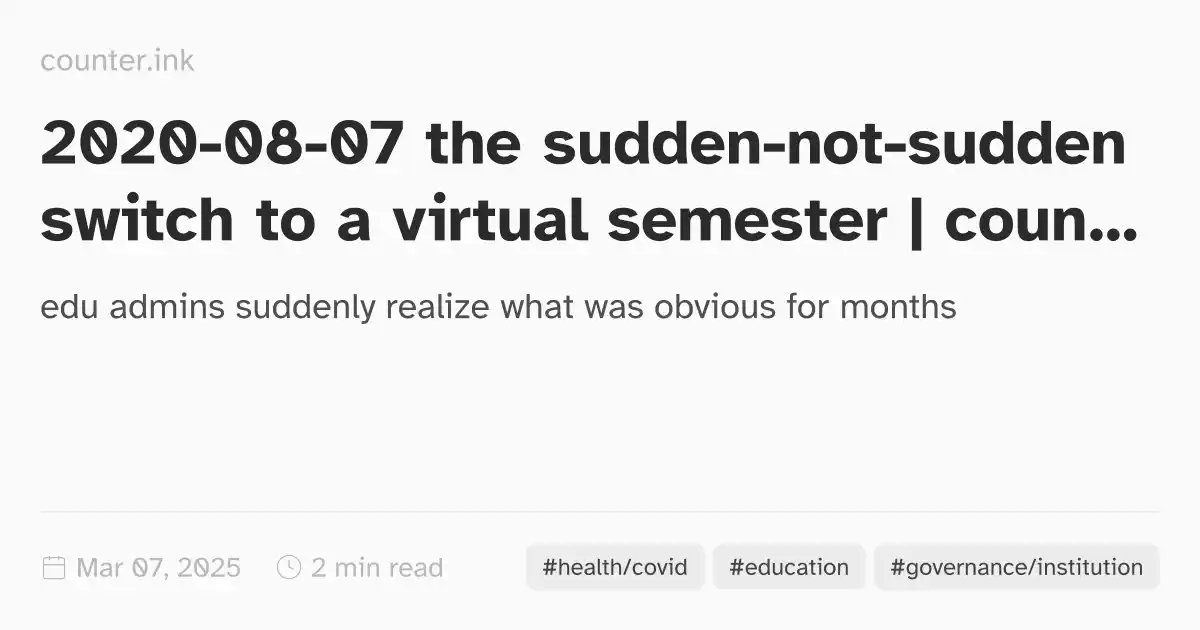 counter.ink
2020-08-07 the sudden-not-sudden
switch to a virtual semester | coun...
edu admins suddenly realize what was obvious for months
Mar 07, 2025 2 min read #health/covid #education #governance/institution